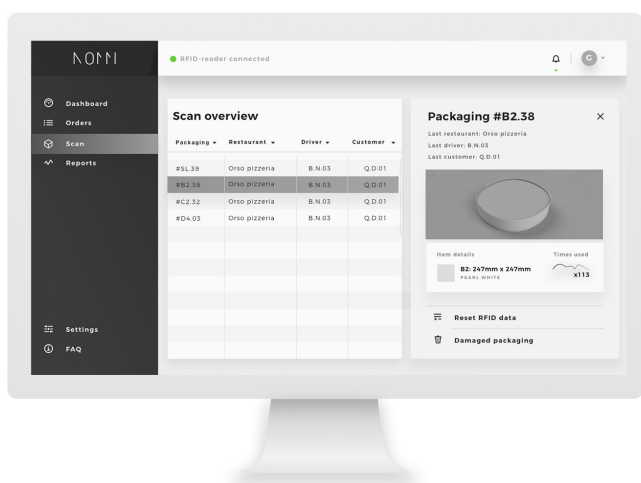 NOMM
RFID-reader connected
G
Dashboard
Orders
Scan
Reports
Settings
FAQ
Scan overview
Packaging Restaurant Driver Customer
#SL.39 Orso pizzeria B.N.03 Q.D.01
#B2.38 Orso pizzeria B.N.03 Q.D.01
#C2.32 Orso pizzeria B.N.03 Q.D.01
#D4.03 Orso pizzeria B.N.03 Q.D.01
Packaging #B2.38
Last restaurant: Orso pizzeria
Last driver: B.N.03
Last customer: Q.D.01
Item details Times used
B2: 247mm x 247mm
PEARL WHITE
x113
Reset RFID data
Damaged packaging